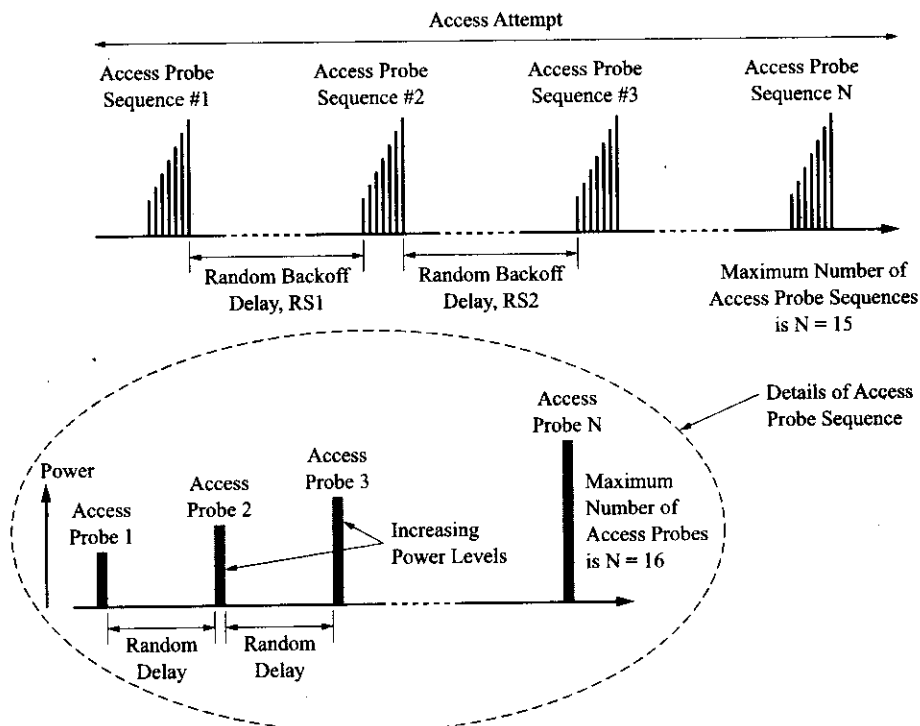 Access Attempt
Access Probe
Sequence #1
Access Probe
Sequence #2
Access Probe
Sequence #3
Access Probe
Sequence N
Random Backoff
Delay, RS1
Random Backoff
Delay, RS2
Maximum Number of
Access Probe Sequences
is N = 15
Details of Access
Probe Sequence
Power
Access
Probe 1
Access
Probe 2
Access
Probe 3
Access
Probe N
Increasing
Power Levels
Maximum
Number of
Access Probes
is N = 16
Random
Delay
Random
Delay